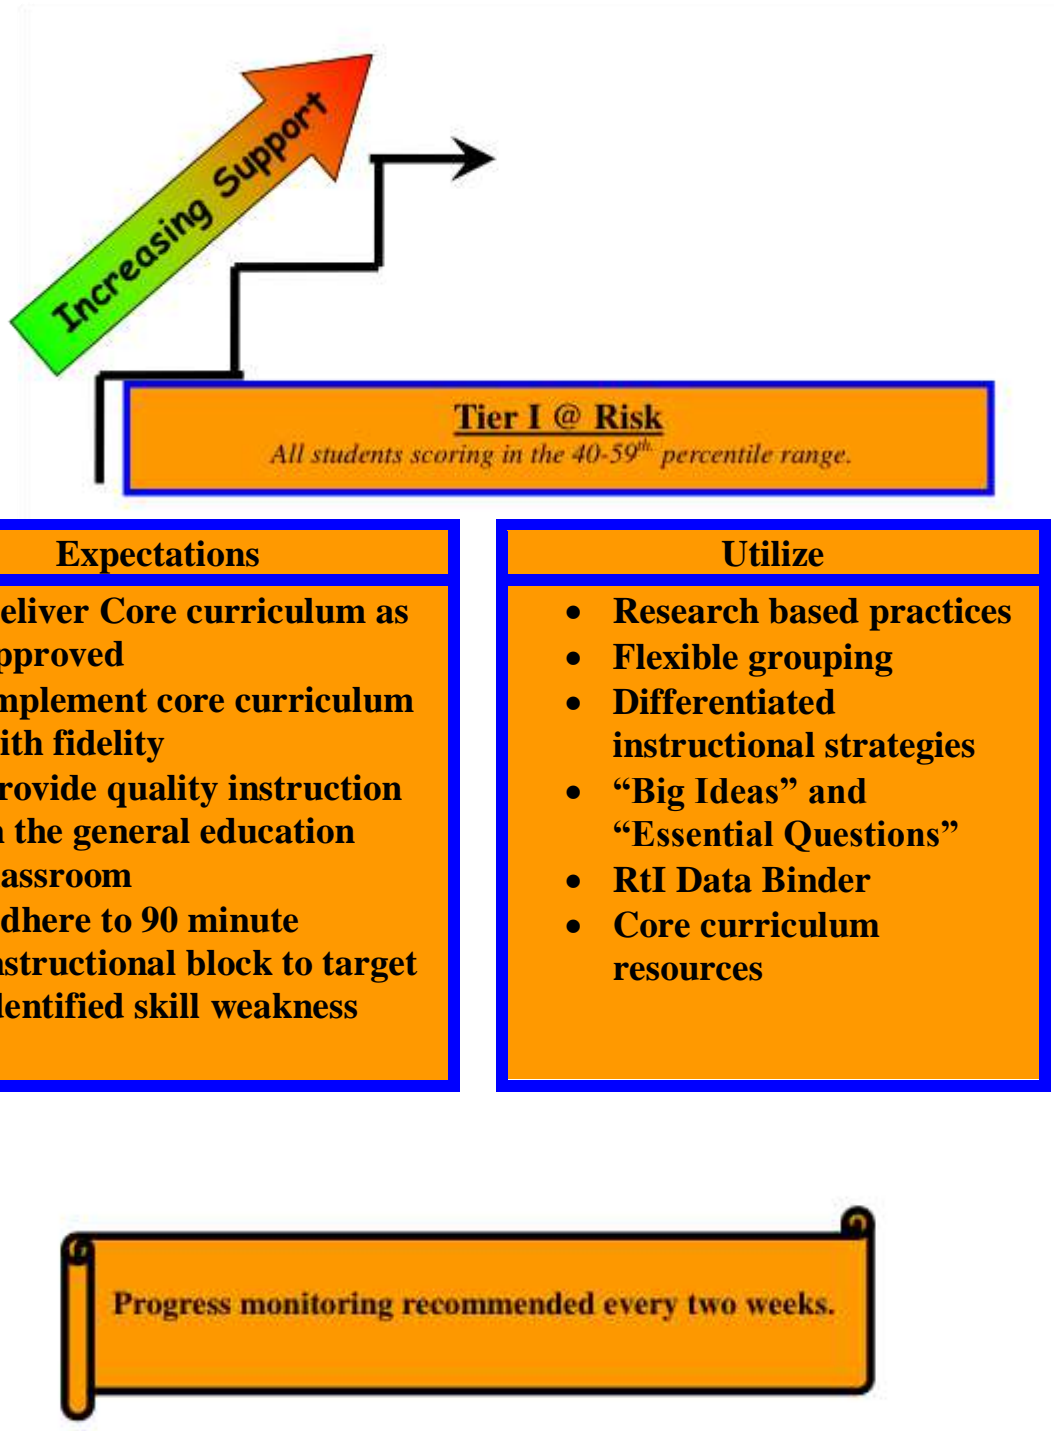 Increasing Support
Tier I @ Risk
All students scoring in the 40-59th percentile range.
Expectations
eliver Core curriculum as
pproved
mplement core curriculum
ith fidelity
rovide quality instruction
the general education
assroom
dhere to 90 minute
nstructional block to target
dentified skill weakness
Utilize
• Research based practices
• Flexible grouping
• Differentiated
instructional strategies
• “Big Ideas” and
“Essential Questions”
• RtI Data Binder
• Core curriculum
resources
Progress monitoring recommended every two weeks.